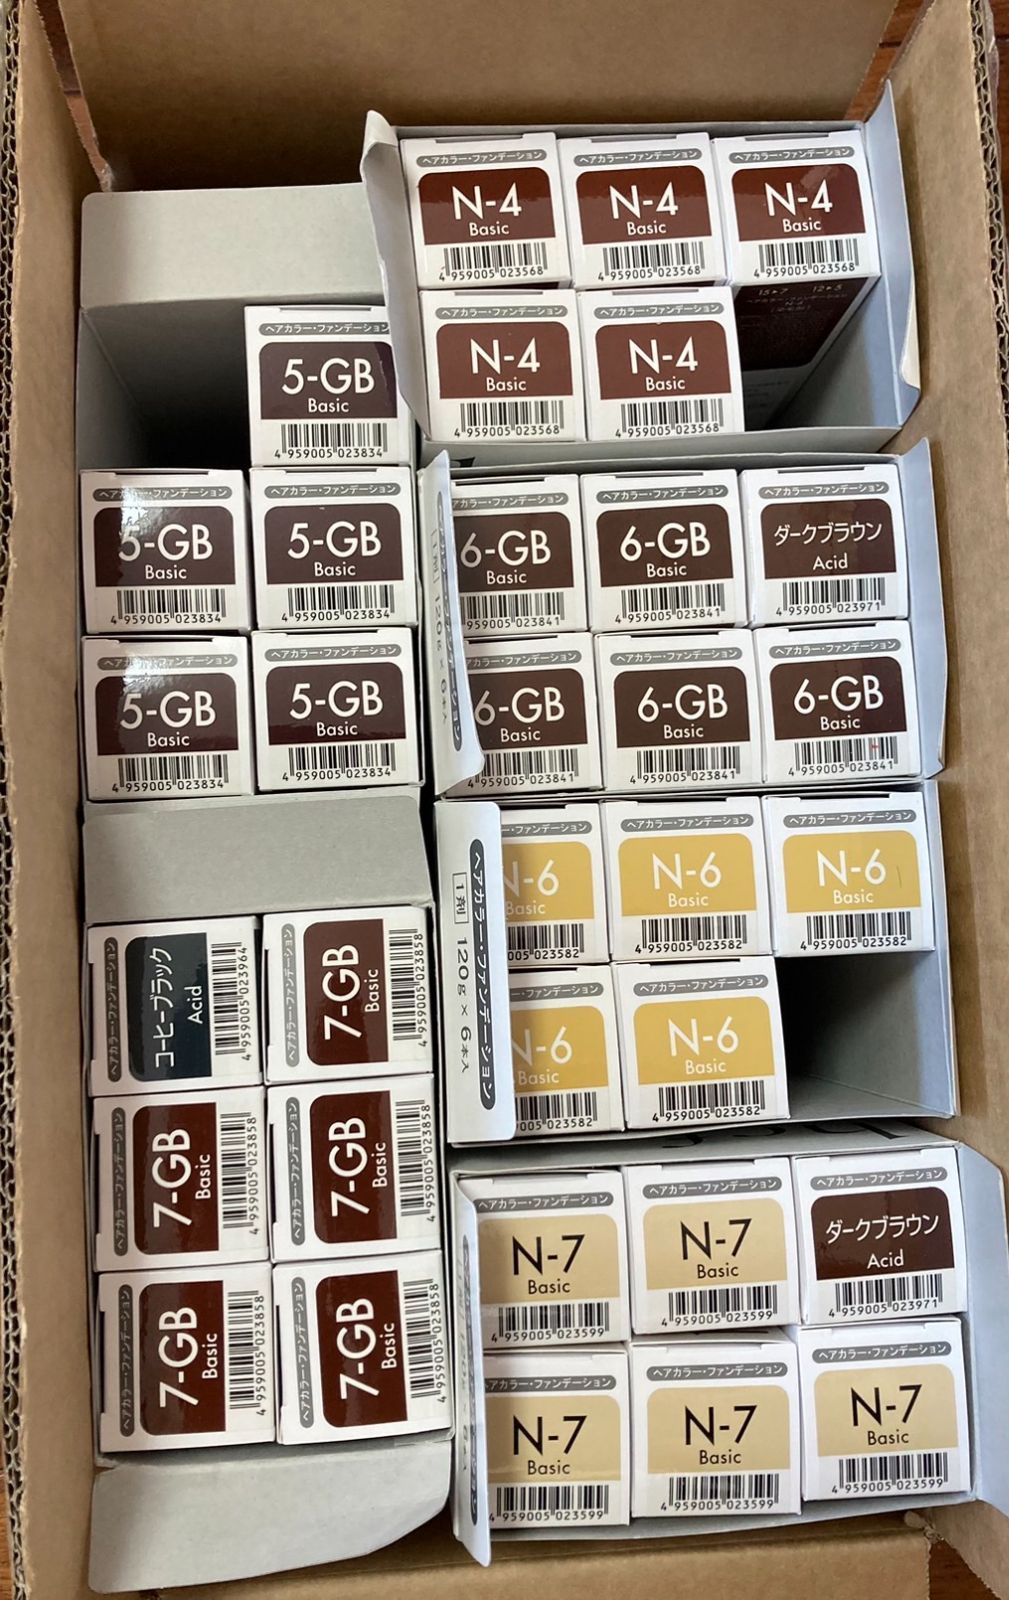 ヘアカラー・ファンデーション
N-4
Basic
4 959005 023568
ヘアカラー・ファンデーション
N-4
Basic
4 959005 023568
ヘアカラー・ファンデーション
N-4
Basic
4 959005 023568
ヘアカラー・ファンデーション
N-4
Basic
4 959005 023568
ヘアカラー・ファンデーション
N-4
Basic
4 959005 023568
15▸7 12▸5
ヘアカラー・ファンデーション
5-GB
Basic
4 959005 023834
ヘアカラー・ファンデーション
5-GB
Basic
4 959005 023834
ヘアカラー・ファンデーション
5-GB
Basic
4 959005 023834
5-GB
Basic
4 959005 023834
ヘアカラー・ファンデーション
5-GB
Basic
4 959005 023834
ファンデーション
6-GB
Basic
959005 023841
ヘアカラー・ファンデーション
6-GB
Basic
4 959005 023841
ヘアカラー・ファンデーション
ダークブラウン
Acid
4 959005 023971
ファンデーション
6-GB
Basic
959005 023841
ヘアカラー・ファンデーション
6-GB
Basic
4 959005 023841
ヘアカラー・ファンデーション
6-GB
Basic
4 959005 023841
120g × 6本入
ヘアカラー・ファンデーション
1剤 120g × 6本入
ー・ファンデーション
N-6
Basic
005 023582
ヘアカラー・ファンデーション
N-6
Basic
4 959005 023582
ヘアカラー・ファンデーション
N-6
Basic
4 959005 023582
ー・ファンデーション
N-6
Basic
005 023582
ヘアカラー・ファンデーション
N-6
Basic
4 959005 023582
ヘアカラー・ファンデーション
コーヒーブラック
Acid
4 959005 023964
ヘアカラー・ファンデーション
7-GB
Basic
4 959005 023858
ヘアカラー・ファンデーション
7-GB
Basic
4 959005 023858
ヘアカラー・ファンデーション
7-GB
Basic
4 959005 023858
ヘアカラー・ファンデーション
7-GB
Basic
4 959005 023858
ヘアカラー・ファンデーション
7-GB
Basic
4 959005 023858
アカラー・ファンデーション
N-7
Basic
4 959005 023599
ヘアカラー・ファンデーション
N-7
Basic
4 959005 023599
ヘアカラー・ファンデーション
ダークブラウン
Acid
4 959005 023971
アカラー・ファンデーション
N-7
Basic
4 959005 023599
ヘアカラー・ファンデーション
N-7
Basic
4 959005 023599
ヘアカラー・ファンデーション
N-7
Basic
4 959005 023599